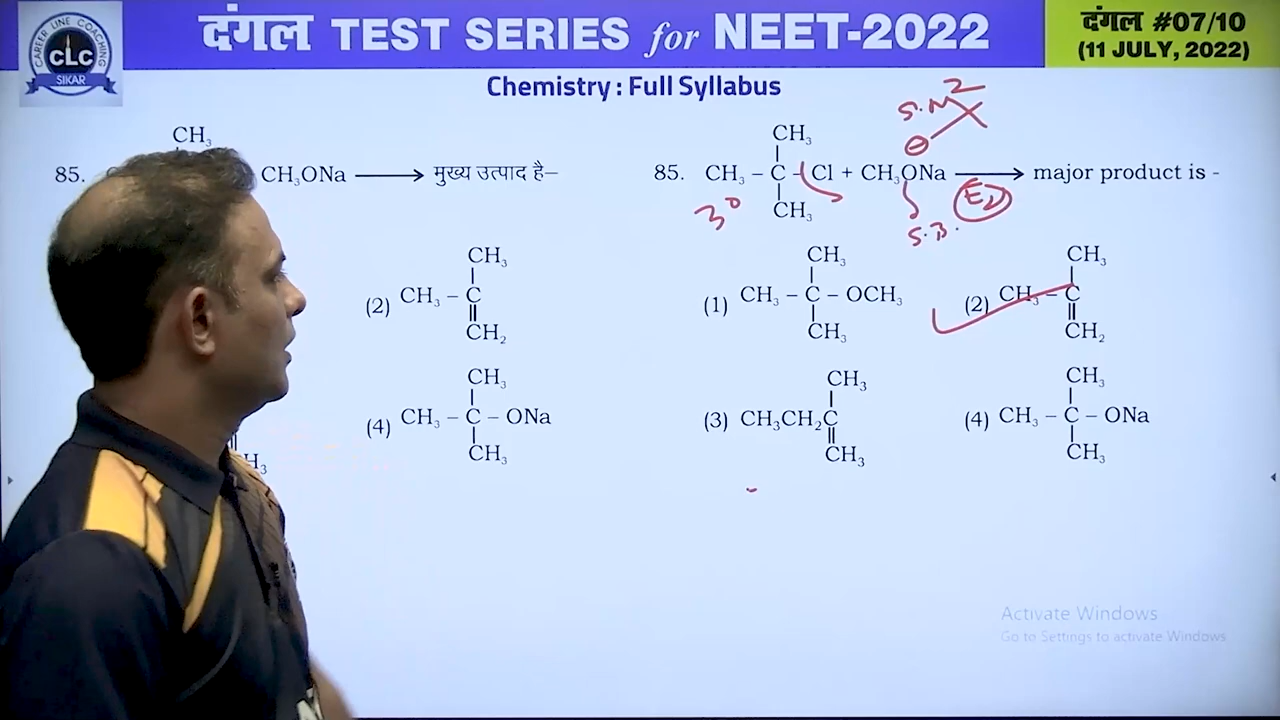 CAREER LINE COACHING
CLC
SIKAR
दंगल TEST SERIES for NEET-2022
दंगल #07/10
(11 JULY, 2022)
Chemistry : Full Syllabus
CH₃
85. CH₃ONa ⟶ मुख्य उत्पाद है–
(2) CH₃ – C
CH₃
CH₂
(4) CH₃ – C – ONa
CH₃
CH₃
H₃
S.N2
CH₃
85. CH₃ – C – Cl + CH₃ONa ⟶ major product is -
CH₃
3°
⊖
E2
S.B.
CH₃
(1) CH₃ – C – OCH₃
CH₃
CH₃
(2) CH₃ – C
CH₂
CH₃
(3) CH₃CH₂C
CH₃
CH₃
(4) CH₃ – C – ONa
CH₃
Activate Windows
Go to Settings to activate Windows